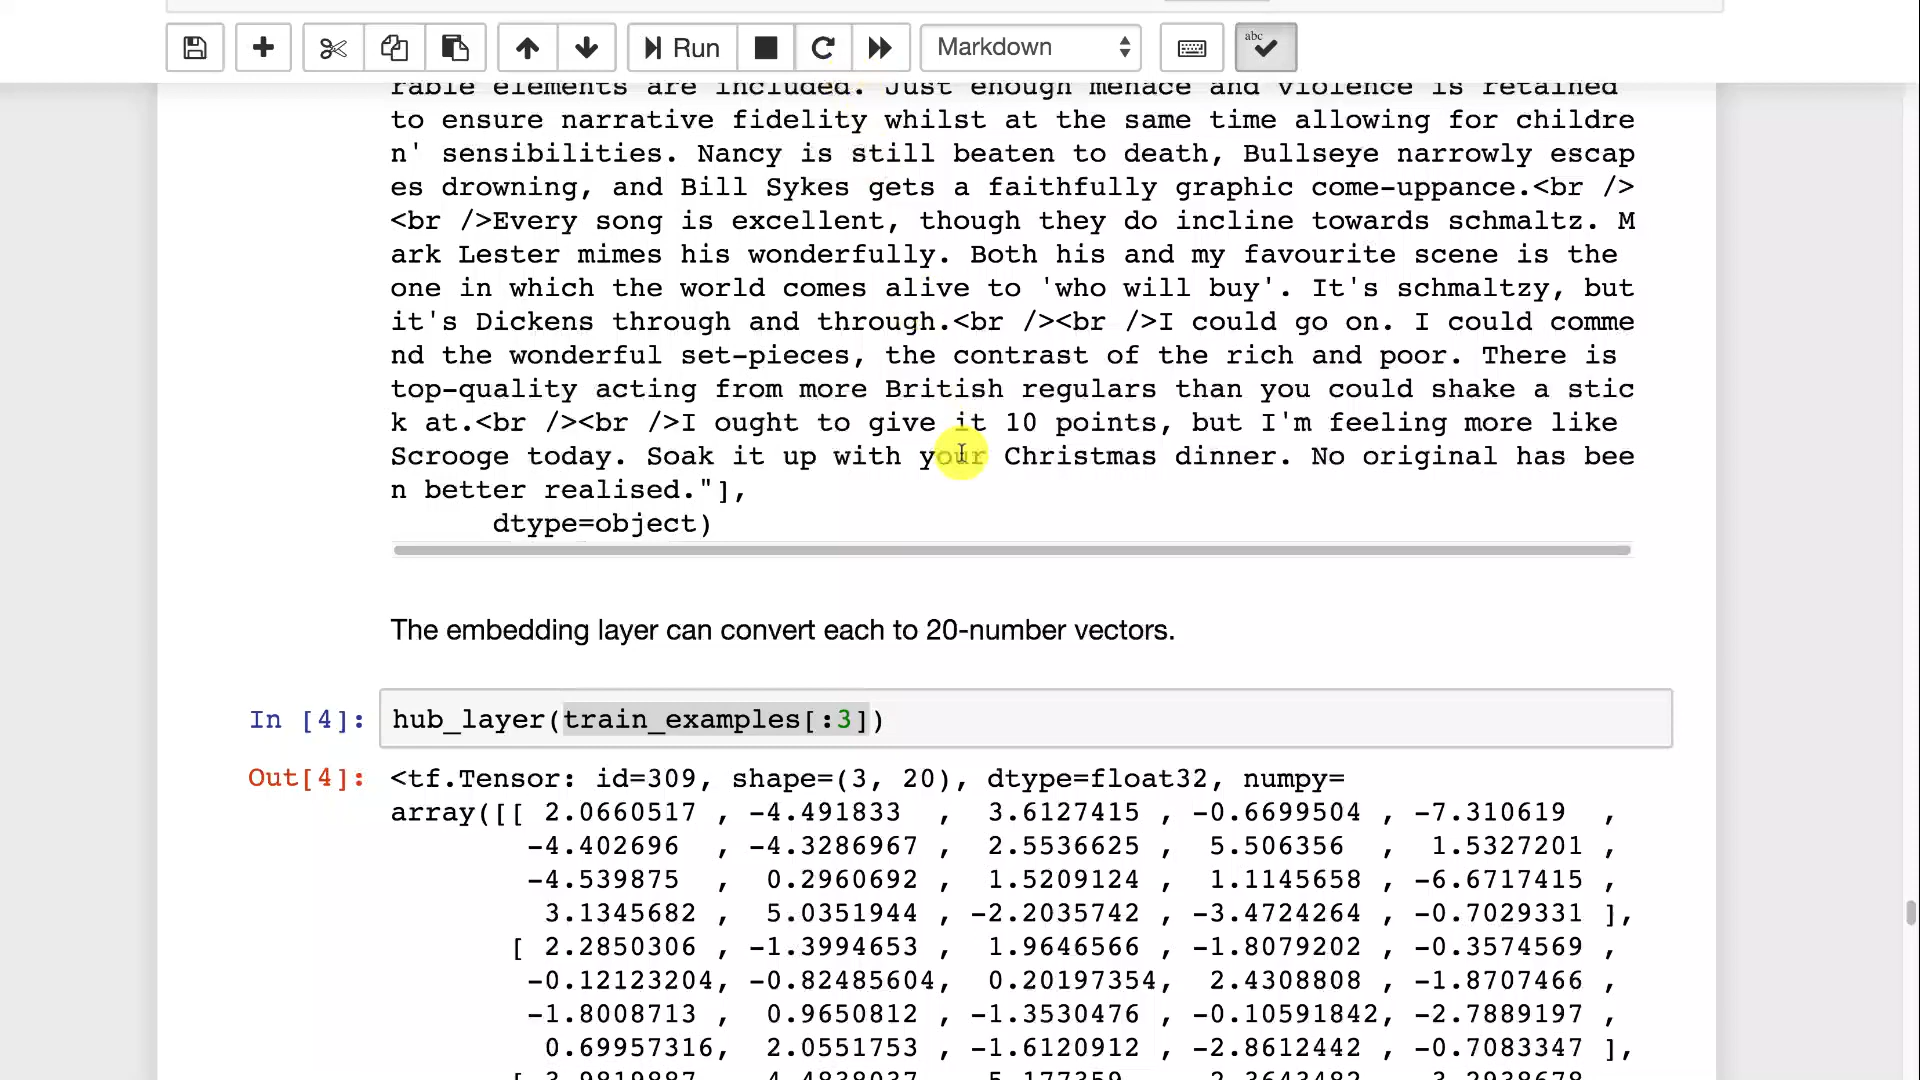 Run
Markdown
abc
rable elements are included. Just enough menace and violence is retained
to ensure narrative fidelity whilst at the same time allowing for childre
n' sensibilities. Nancy is still beaten to death, Bullseye narrowly escap
es drowning, and Bill Sykes gets a faithfully graphic come-uppance.<br />
<br />Every song is excellent, though they do incline towards schmaltz. M
ark Lester mimes his wonderfully. Both his and my favourite scene is the
one in which the world comes alive to 'who will buy'. It's schmaltzy, but
it's Dickens through and through.<br /><br />I could go on. I could comme
nd the wonderful set-pieces, the contrast of the rich and poor. There is
top-quality acting from more British regulars than you could shake a stic
k at.<br /><br />I ought to give it 10 points, but I'm feeling more like
Scrooge today. Soak it up with your Christmas dinner. No original has bee
n better realised."],
dtype=object)
The embedding layer can convert each to 20-number vectors.
In [4]: hub_layer(train_examples[:3])
Out[4]: <tf.Tensor: id=309, shape=(3, 20), dtype=float32, numpy=
array([[ 2.0660517 , -4.491833 , 3.6127415 , -0.6699504 , -7.310619 ,
-4.402696 , -4.3286967 , 2.5536625 , 5.506356 , 1.5327201 ,
-4.539875 , 0.2960692 , 1.5209124 , 1.1145658 , -6.6717415 ,
3.1345682 , 5.0351944 , -2.2035742 , -3.4724264 , -0.7029331 ],
[ 2.2850306 , -1.3994653 , 1.9646566 , -1.8079202 , -0.3574569 ,
-0.12123204, -0.82485604, 0.20197354, 2.4308808 , -1.8707466 ,
-1.8008713 , 0.9650812 , -1.3530476 , -0.10591842, -2.7889197 ,
0.69957316, 2.0551753 , -1.6120912 , -2.8612442 , -0.7083347 ],